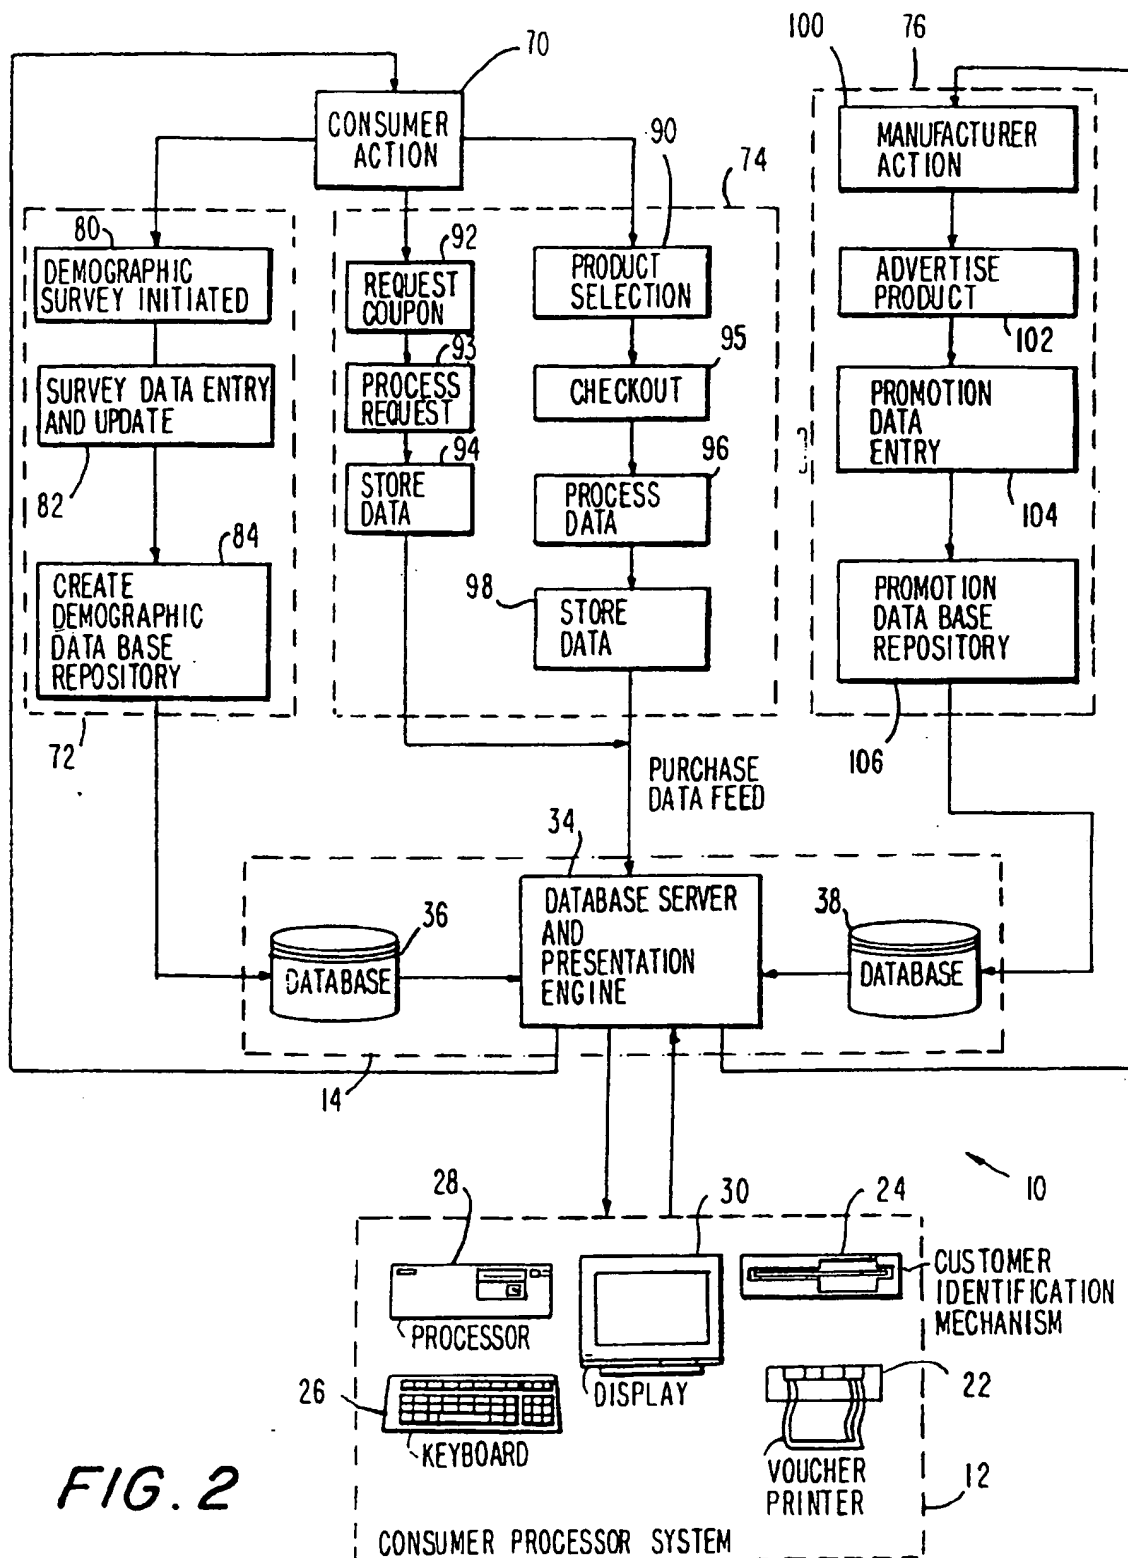 70
100
76
CONSUMER
ACTION
90
74
MANUFACTURER
ACTION
80
DEMOGRAPHIC
SURVEY INITIATED
92
REQUEST
COUPON
PRODUCT
SELECTION
ADVERTISE
PRODUCT
102
93
95
SURVEY DATA ENTRY
AND UPDATE
82
PROCESS
REQUEST
CHECKOUT
PROMOTION
DATA
ENTRY
104
94
STORE
DATA
96
PROCESS
DATA
84
CREATE
DEMOGRAPHIC
DATA BASE
REPOSITORY
72
98
STORE
DATA
PROMOTION
DATA BASE
REPOSITORY
106
PURCHASE
DATA FEED
34
36
DATABASE
DATABASE SERVER
AND
PRESENTATION
ENGINE
38
DATABASE
14
10
28
PROCESSOR
30
DISPLAY
24
CUSTOMER
IDENTIFICATION
MECHANISM
26
KEYBOARD
22
VOUCHER
PRINTER
12
FIG. 2
CONSUMER PROCESSOR SYSTEM